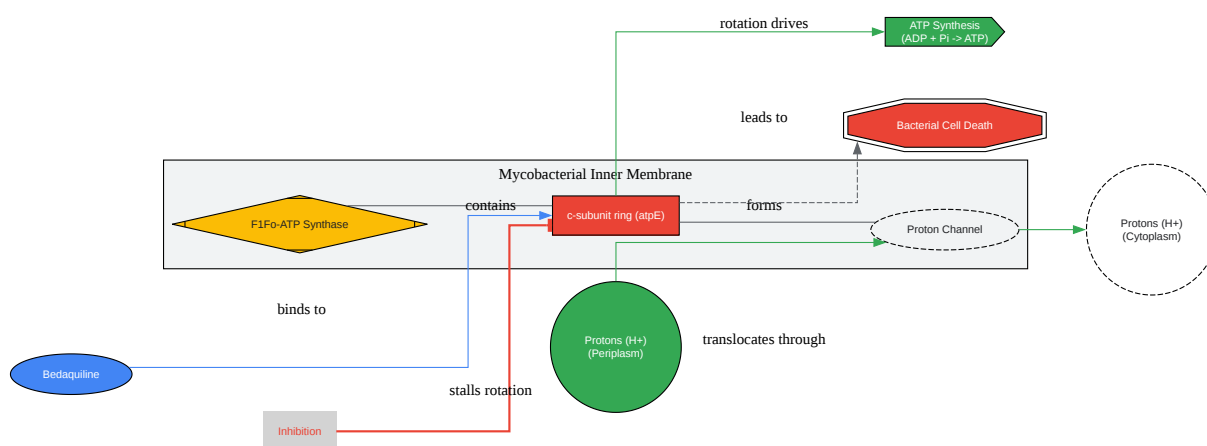 rotation drives
ATP Synthesis
(ADP + Pi -> ATP)
leads to
Bacterial Cell Death
Mycobacterial Inner Membrane
contains
c-subunit ring (atpE)
forms
F1Fo-ATP Synthase
Proton Channel
Protons (H+)
(Cytoplasm)
binds to
Protons (H+)
(Periplasm)
translocates through
Bedaquiline
stalls rotation
Inhibition